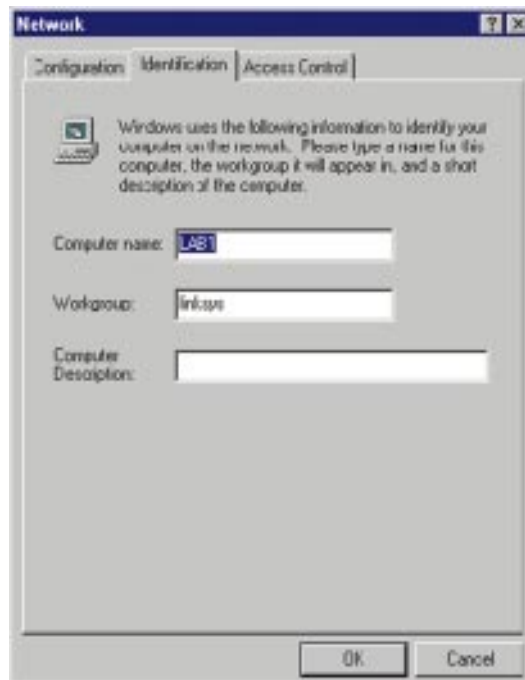 Network
Configuration Identification Access Control
Windows uses the following information to identify your
computer on the network. Please type a name for this
computer, the workgroup it will appear in, and a short
description of the computer.
Computer name: LAB1
Workgroup: linksys
Computer
Description:
OK Cancel